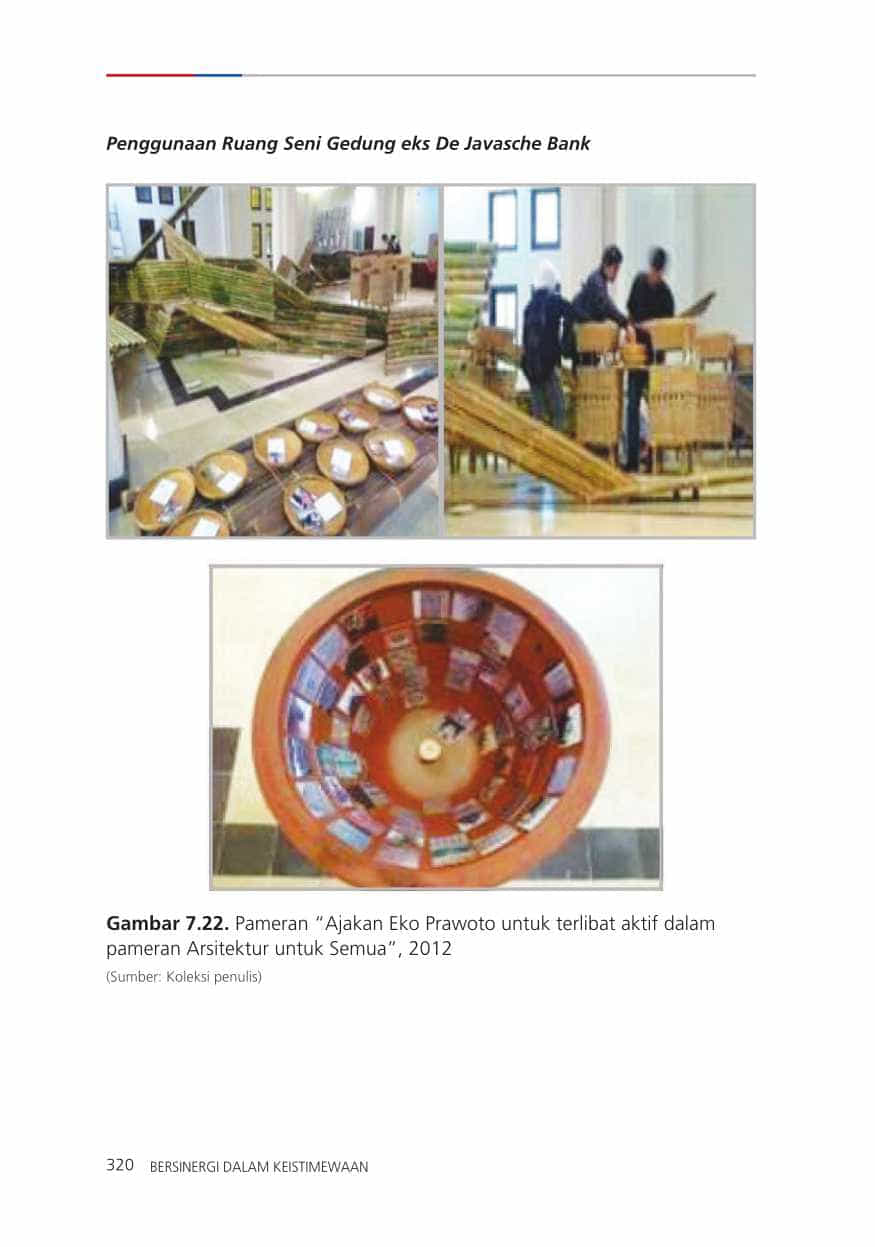 Penggunaan Ruang Seni Gedung eks De Javasche Bank
Gambar 7.22. Pameran “Ajakan Eko Prawoto untuk terlibat aktif dalam
pameran Arsitektur untuk Semua”, 2012
(Sumber: Koleksi penulis)
320 BERSINERGI DALAM KEISTIMEWAAN